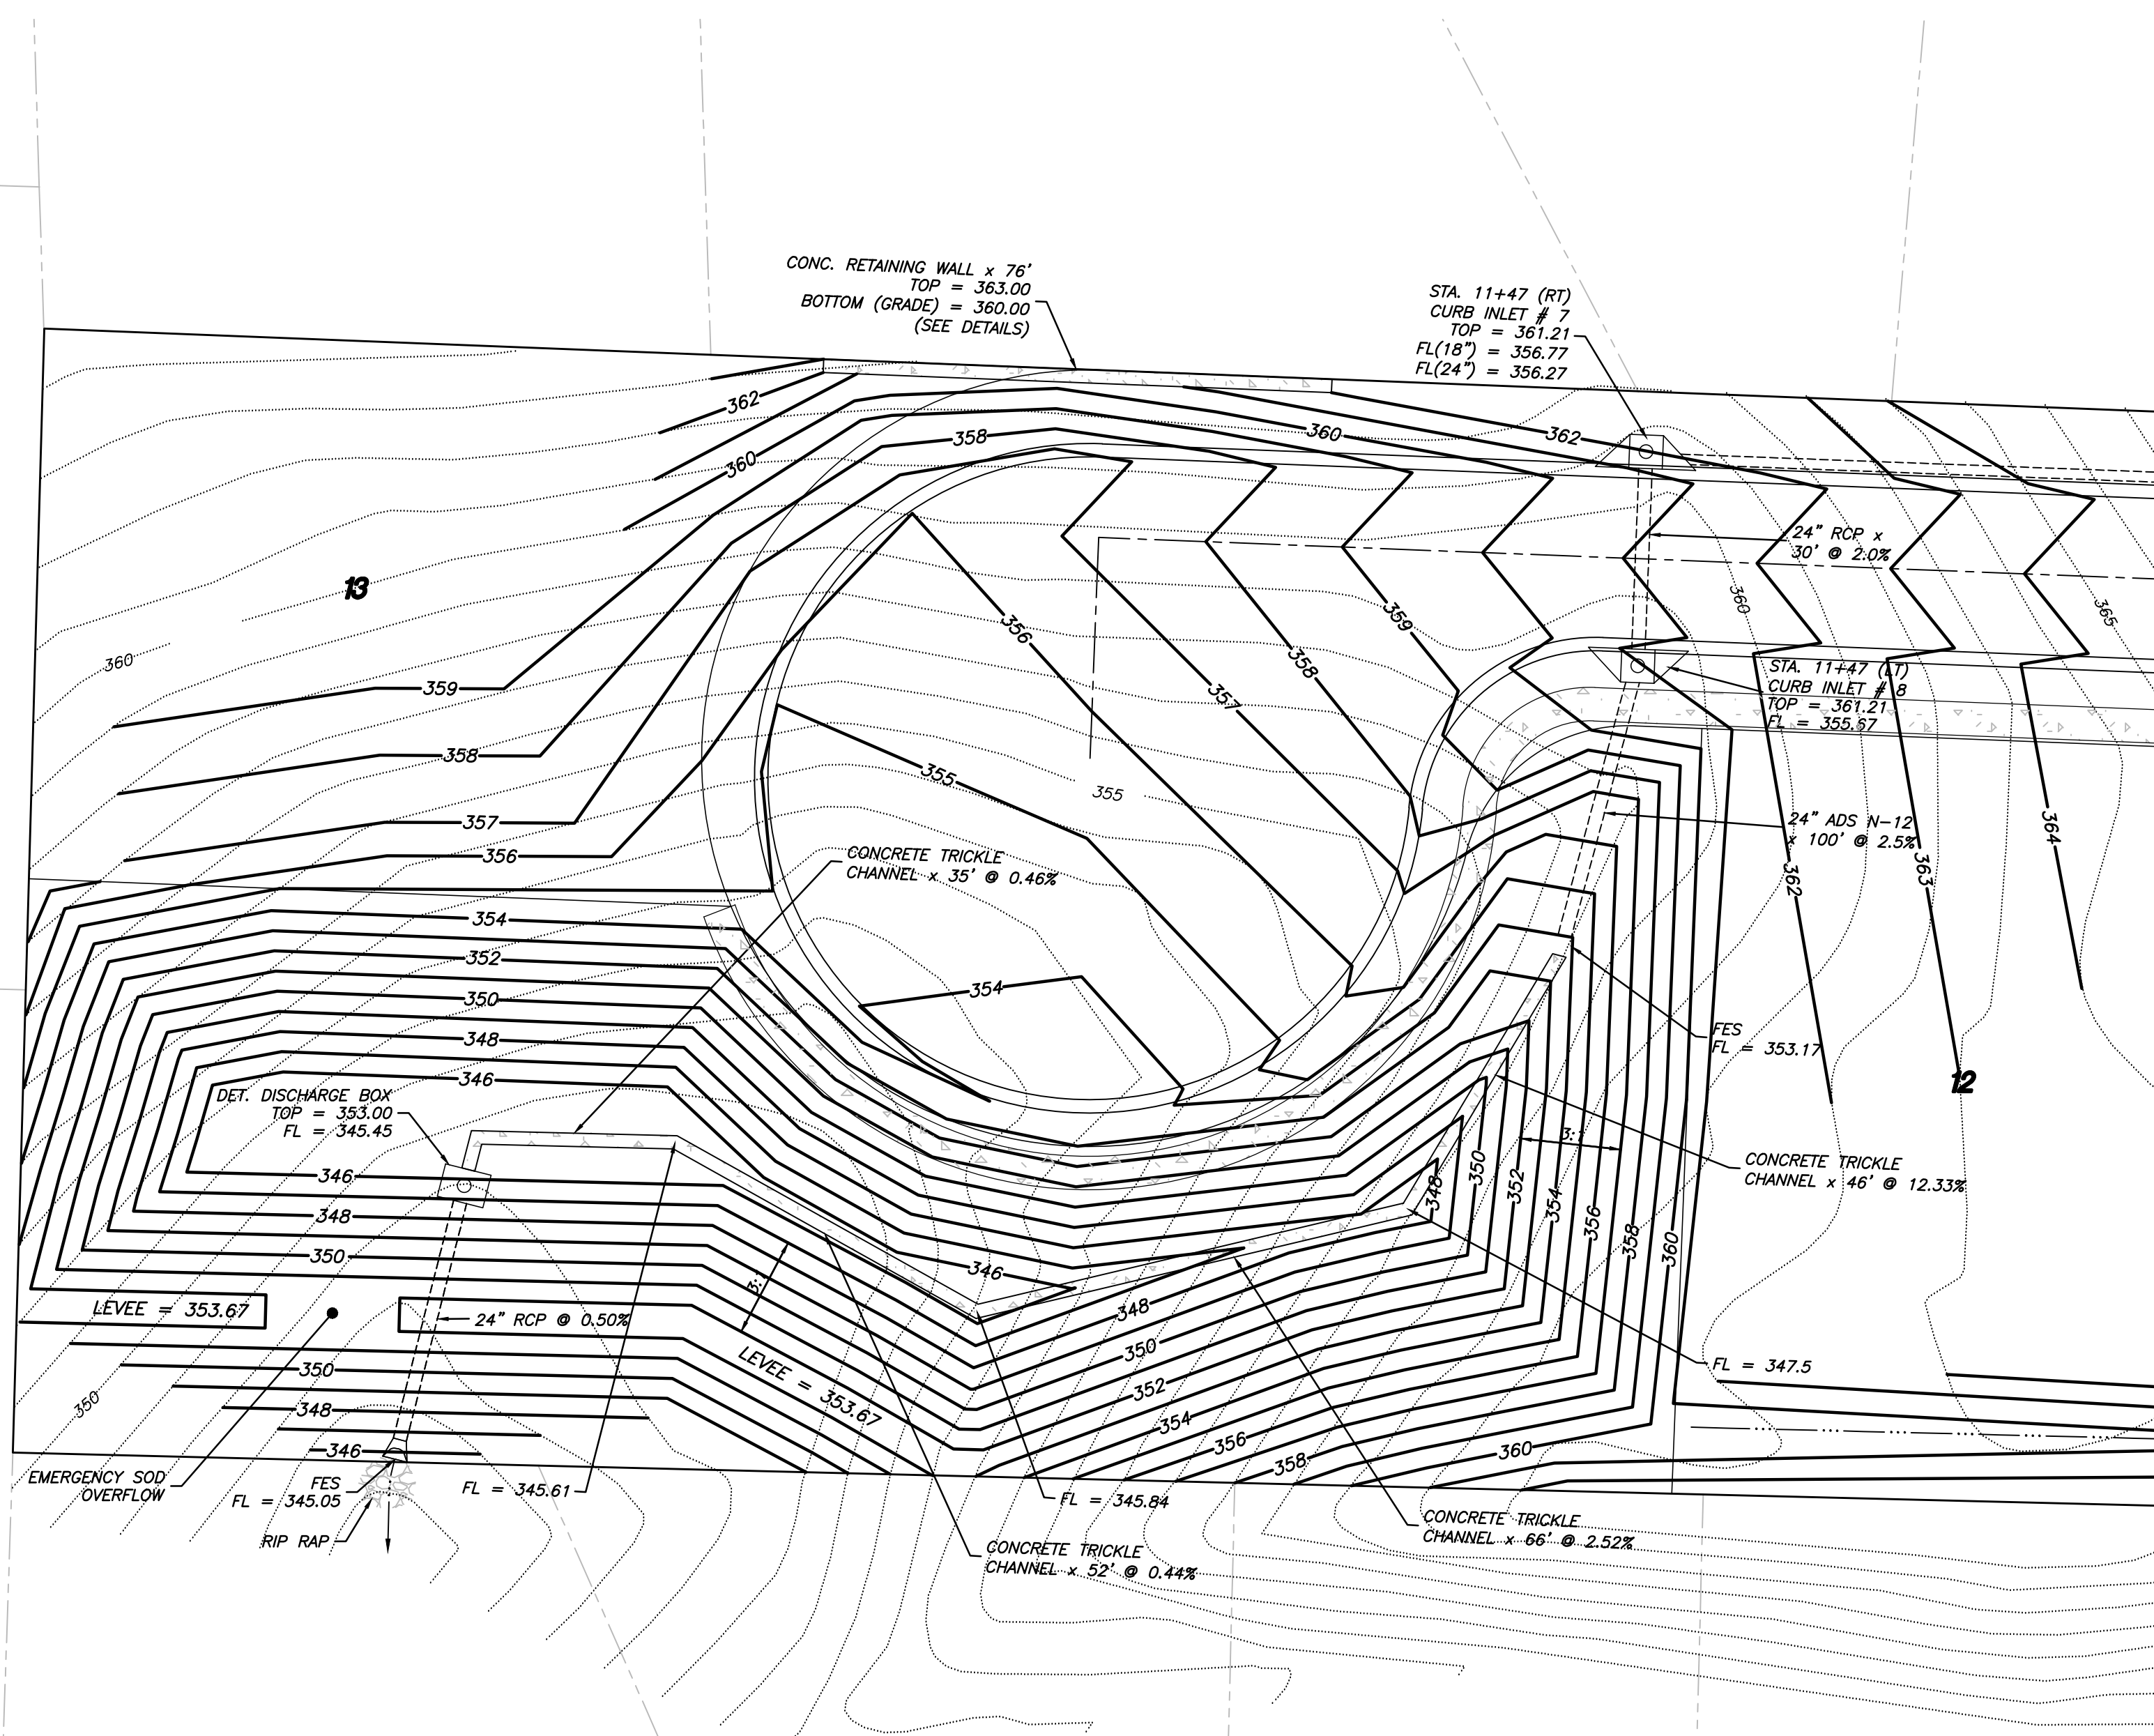 CONC. RETAINING WALL x 76'
TOP = 363.00
BOTTOM (GRADE) = 360.00
(SEE DETAILS)
STA. 11+47 (RT)
CURB INLET # 7
TOP = 361.21
FL(18") = 356.77
FL(24") = 356.27
362
358
360
362
360
24" RCP x
30' @ 2.0%
13
360
359
360
365
356
359
358
357
STA. 11+47 (LT)
CURB INLET # 8
TOP = 361.21
FL = 355.67
359
358
355
355
357
356
24" ADS N-12
x 100' @ 2.5%
364
363
362
CONCRETE TRICKLE
CHANNEL x 35' @ 0.46%
354
352
350
348
346
354
FES
FL = 353.17
12
DET. DISCHARGE BOX
TOP = 353.00
FL = 345.45
3:1
CONCRETE TRICKLE
CHANNEL x 46' @ 12.33%
346
348
350
348
350
352
354
356
358
360
346
3:1
LEVEE = 353.67
24" RCP @ 0.50%
348
350
352
354
356
358
360
LEVEE = 353.67
FL = 347.5
350
350
348
346
EMERGENCY SOD
OVERFLOW
FES
FL = 345.05
FL = 345.61
FL = 345.84
RIP RAP
CONCRETE TRICKLE
CHANNEL x 52' @ 0.44%
CONCRETE TRICKLE
CHANNEL x 66' @ 2.52%